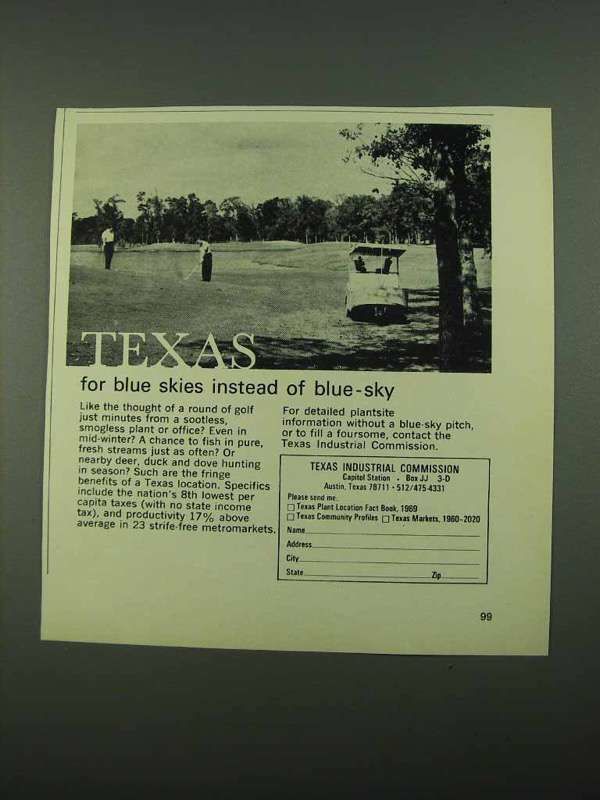 TEXAS
for blue skies instead of blue-sky
Like the thought of a round of golf
just minutes from a sootless,
smogless plant or office? Even in
mid-winter? A chance to fish in pure,
fresh streams just as often? Or
nearby deer, duck and dove hunting
in season? Such are the fringe
benefits of a Texas location. Specifics
include the nation's 8th lowest per
capita taxes (with no state income
tax), and productivity 17% above
average in 23 strife-free metromarkets.
For detailed plantsite
information without a blue-sky pitch,
or to fill a foursome, contact the
Texas Industrial Commission.
TEXAS INDUSTRIAL COMMISSION
Capitol Station • Box JJ 3-D
Austin, Texas 78711 • 512/475-4331
Please send me:
☐ Texas Plant Location Fact Book, 1969
☐ Texas Community Profiles ☐ Texas Markets, 1960-2020
Name
Address
City
State Zip
99